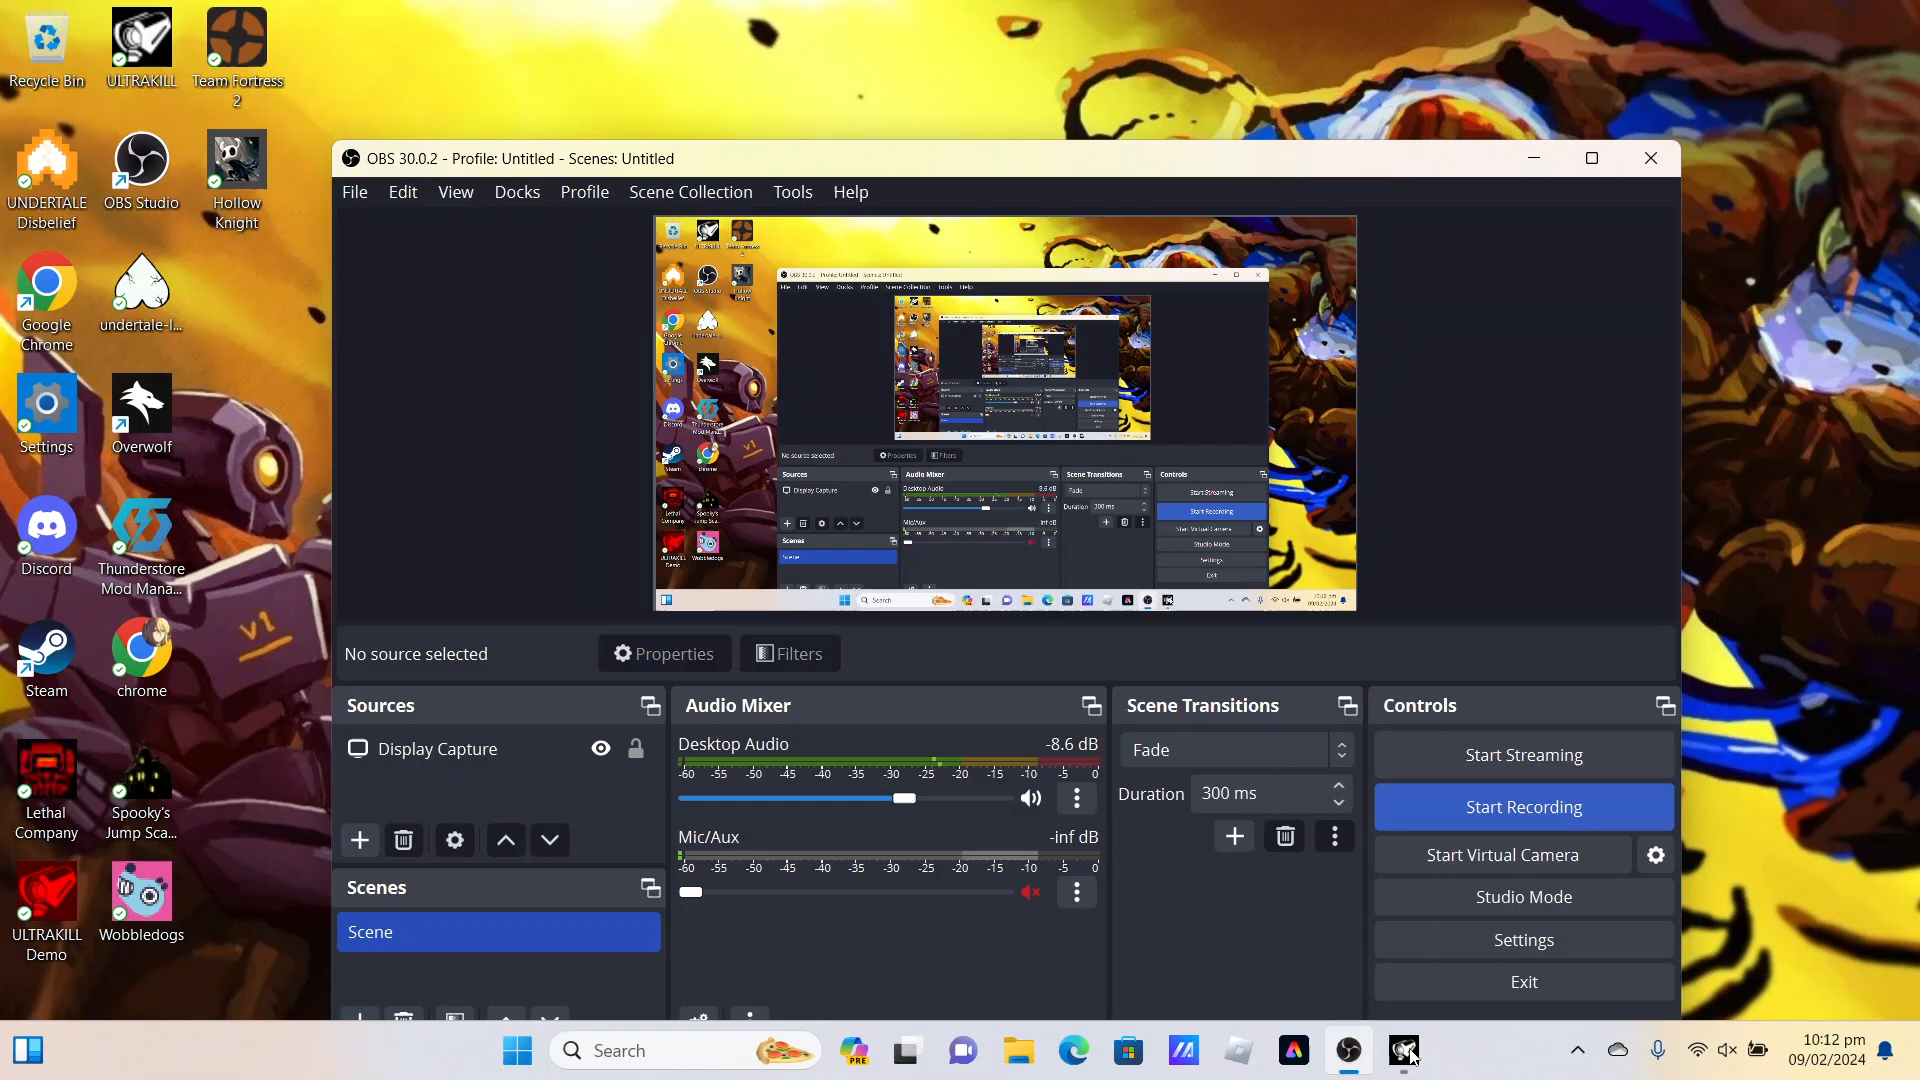 Recycle Bin
ULTRAKILL
Team Fortress
2
UNDERTALE
Disbelief
OBS Studio
Hollow
Knight
Google
Chrome
undertale-l...
Settings
Overwolf
Discord
Thunderstore
Mod Mana...
Steam
chrome
Lethal
Company
Spooky's
Jump Sca...
ULTRAKILL
Demo
Wobbledogs
v1
OBS 30.0.2 - Profile: Untitled - Scenes: Untitled
File Edit View Docks Profile Scene Collection Tools Help
No source selected
Properties
Filters
Sources
Display Capture
Scenes
Scene
Audio Mixer
Desktop Audio -8.6 dB
-60 -55 -50 -45 -40 -35 -30 -25 -20 -15 -10 -5 0
Mic/Aux -inf dB
-60 -55 -50 -45 -40 -35 -30 -25 -20 -15 -10 -5 0
Scene Transitions
Fade
Duration 300 ms
Controls
Start Streaming
Start Recording
Start Virtual Camera
Studio Mode
Settings
Exit
Search
PRE
10:12 pm
09/02/2024